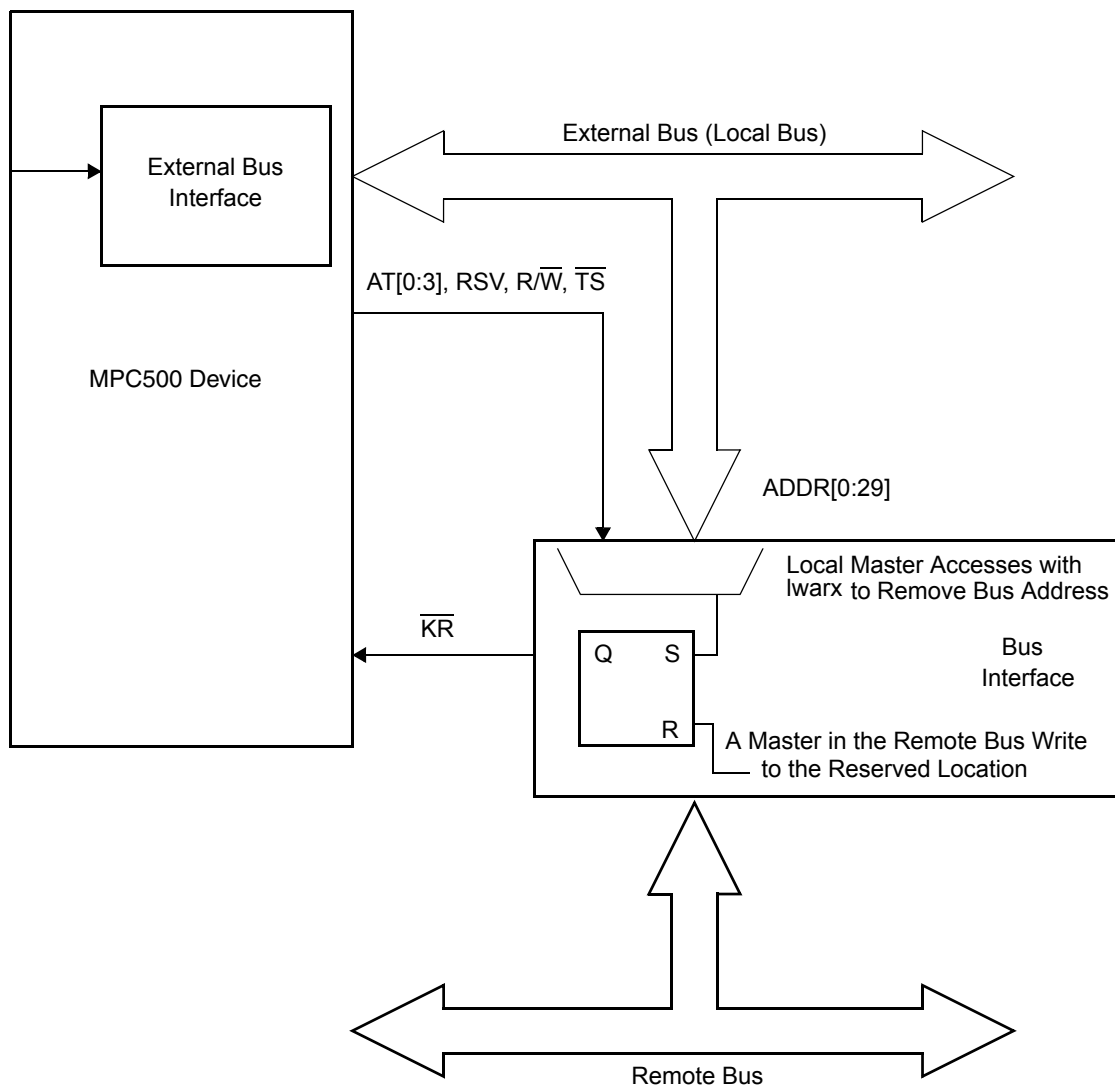 External Bus (Local Bus)
External Bus
Interface
AT[0:3], RSV, R/W̅, T̅S̅
MPC500 Device
ADDR[0:29]
Local Master Accesses with
lwarx to Remove Bus Address
K̅R̅
Q
S
Bus
Interface
R
A Master in the Remote Bus Write
to the Reserved Location
Remote Bus